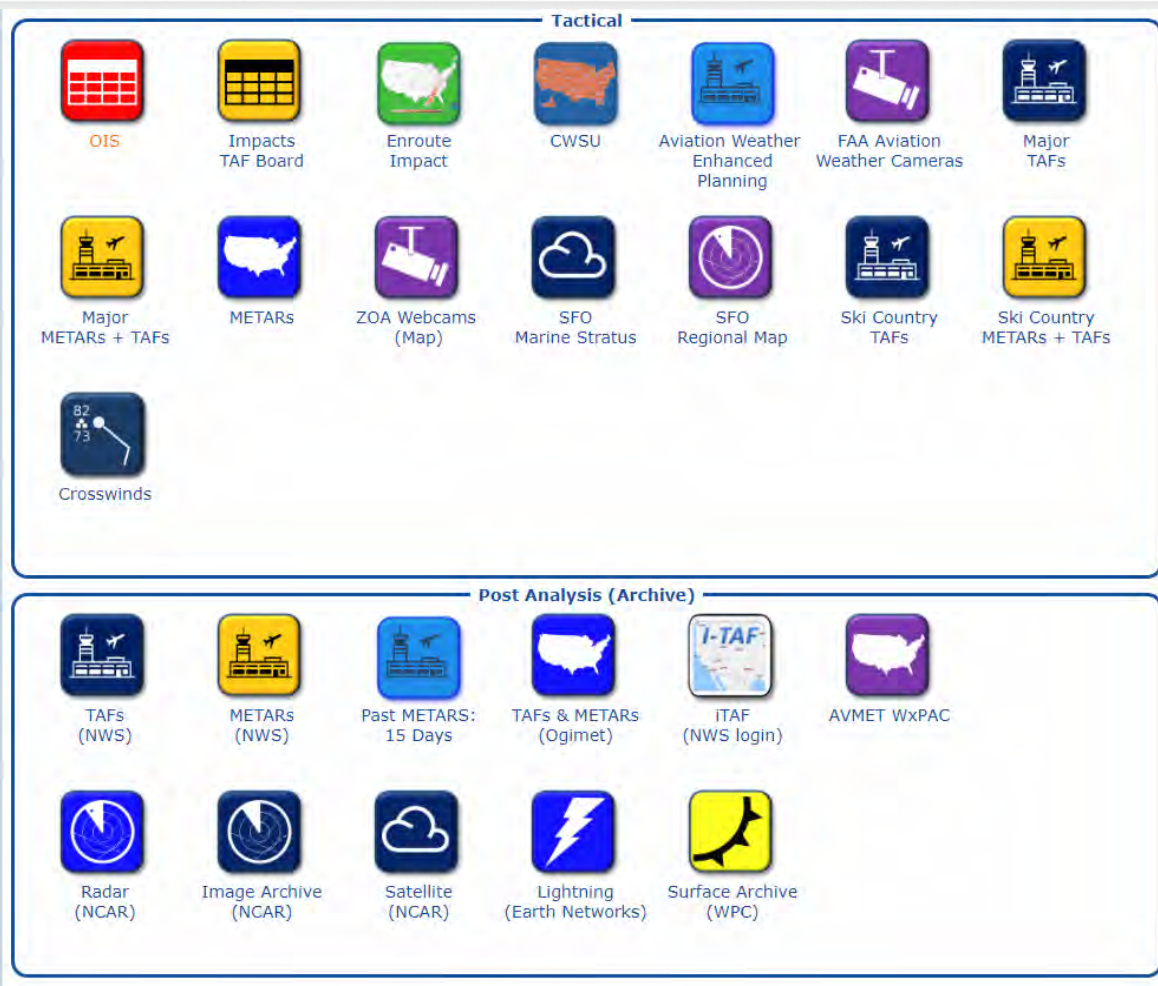 Tactical
OIS
Impacts
TAF Board
Enroute
Impact
CWSU
Aviation Weather
Enhanced
Planning
FAA Aviation
Weather Cameras
Major
TAFs
Major
METARs + TAFs
METARs
ZOA Webcams
(Map)
SFO
Marine Stratus
SFO
Regional Map
Ski Country
TAFs
Ski Country
METARs + TAFs
82
73
Crosswinds
Post Analysis (Archive)
TAFs
(NWS)
METARs
(NWS)
Past METARS:
15 Days
TAFs & METARs
(Ogimet)
I-TAF
iTAF
(NWS login)
AVMET WxPAC
Radar
(NCAR)
Image Archive
(NCAR)
Satellite
(NCAR)
Lightning
(Earth Networks)
Surface Archive
(WPC)